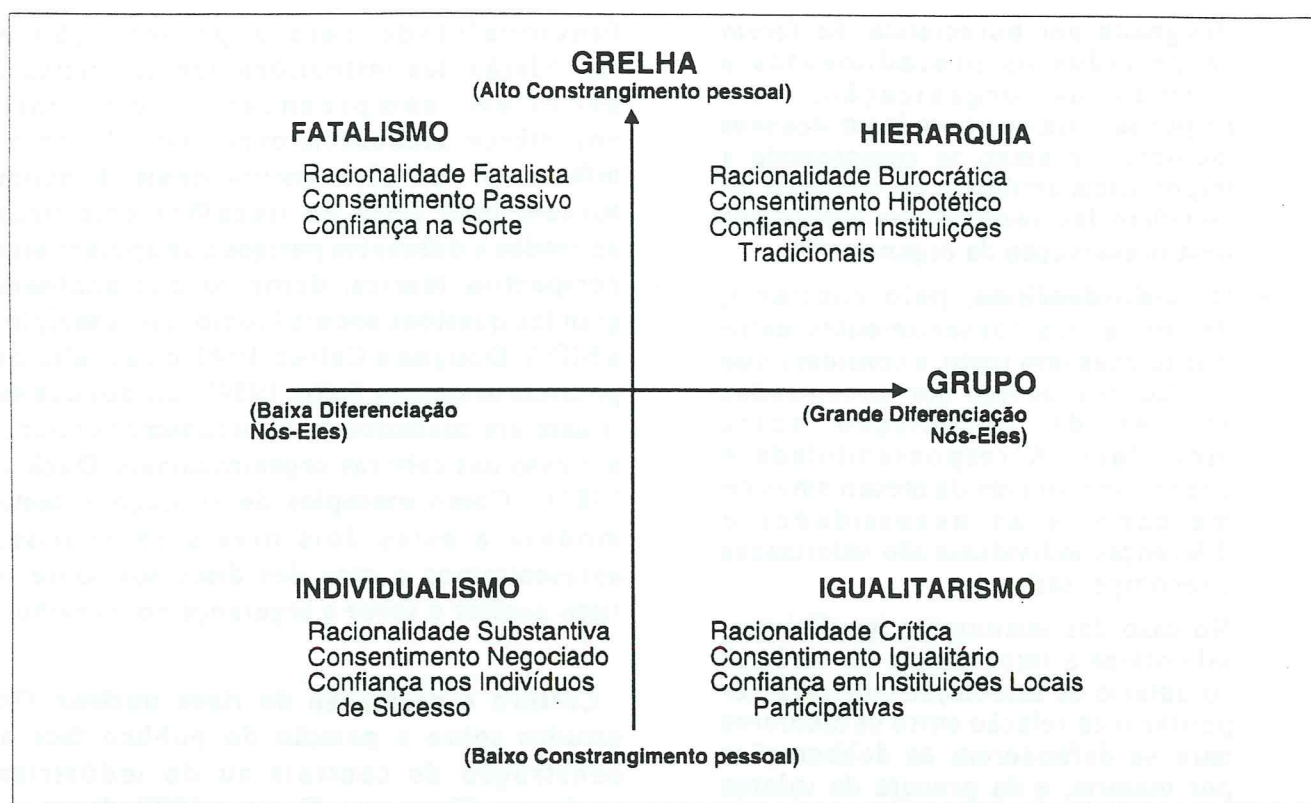 GRELHA
(Alto Constrangimento pessoal)
FATALISMO
Racionalidade Fatalista
Consentimento Passivo
Confiança na Sorte
HIERARQUIA
Racionalidade Burocrática
Consentimento Hipotético
Confiança em Instituições
Tradicionais
GRUPO
(Baixa Diferenciação
Nós-Eles)
(Grande Diferenciação
Nós-Eles)
INDIVIDUALISMO
Racionalidade Substantiva
Consentimento Negociado
Confiança nos Indivíduos
de Sucesso
IGUALITARISMO
Racionalidade Crítica
Consentimento Igualitário
Confiança em Instituições Locais
Participativas
(Baixo Constrangimento pessoal)